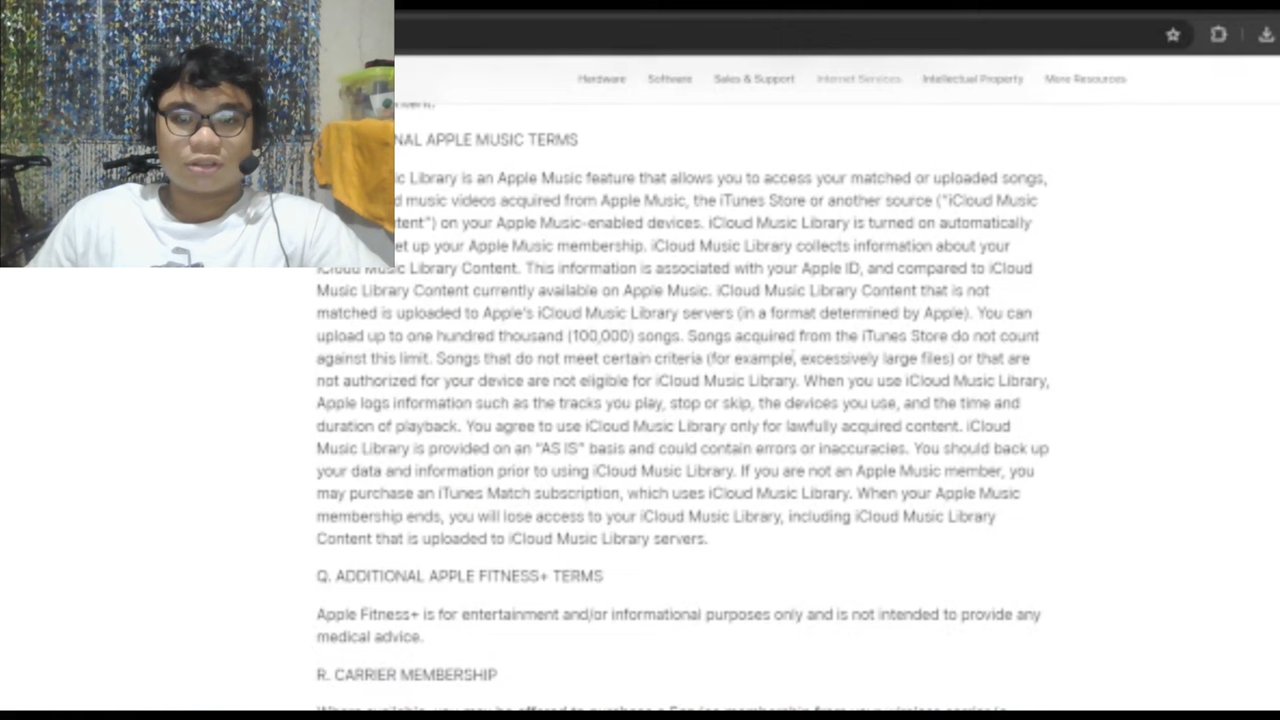 Hardware Software Sales & Support Internet Services Intellectual Property More Resources
NAL APPLE MUSIC TERMS
ic Library is an Apple Music feature that allows you to access your matched or uploaded songs,
d music videos acquired from Apple Music, the iTunes Store or another source (“iCloud Music
tent”) on your Apple Music-enabled devices. iCloud Music Library is turned on automatically
et up your Apple Music membership. iCloud Music Library collects information about your
iCloud Music Library Content. This information is associated with your Apple ID, and compared to iCloud
Music Library Content currently available on Apple Music. iCloud Music Library Content that is not
matched is uploaded to Apple's iCloud Music Library servers (in a format determined by Apple). You can
upload up to one hundred thousand (100,000) songs. Songs acquired from the iTunes Store do not count
against this limit. Songs that do not meet certain criteria (for example, excessively large files) or that are
not authorized for your device are not eligible for iCloud Music Library. When you use iCloud Music Library,
Apple logs information such as the tracks you play, stop or skip, the devices you use, and the time and
duration of playback. You agree to use iCloud Music Library only for lawfully acquired content. iCloud
Music Library is provided on an “AS IS” basis and could contain errors or inaccuracies. You should back up
your data and information prior to using iCloud Music Library. If you are not an Apple Music member, you
may purchase an iTunes Match subscription, which uses iCloud Music Library. When your Apple Music
membership ends, you will lose access to your iCloud Music Library, including iCloud Music Library
Content that is uploaded to iCloud Music Library servers.
Q. ADDITIONAL APPLE FITNESS+ TERMS
Apple Fitness+ is for entertainment and/or informational purposes only and is not intended to provide any
medical advice.
R. CARRIER MEMBERSHIP